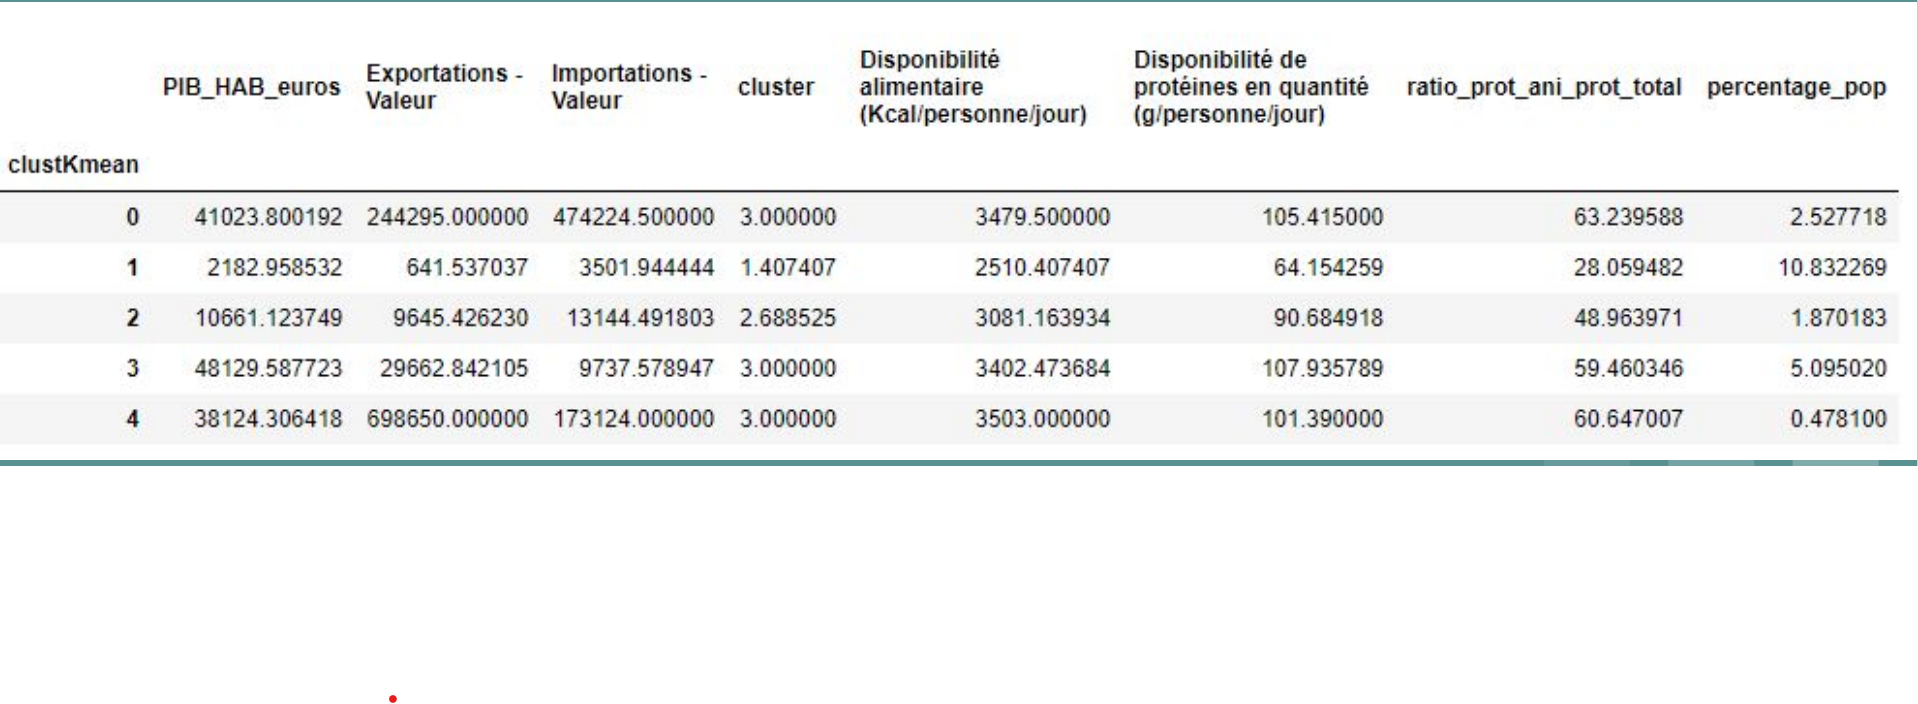 PIB_HAB_euros Exportations - Valeur Importations - Valeur cluster Disponibilité alimentaire (Kcal/personne/jour) Disponibilité de protéines en quantité (g/personne/jour) ratio_prot_ani_prot_total percentage_pop
clustKmean
0 41023.800192 244295.000000 474224.500000 3.000000 3479.500000 105.415000 63.239588 2.527718
1 2182.958532 641.537037 3501.944444 1.407407 2510.407407 64.154259 28.059482 10.832269
2 10661.123749 9645.426230 13144.491803 2.688525 3081.163934 90.684918 48.963971 1.870183
3 48129.587723 29662.842105 9737.578947 3.000000 3402.473684 107.935789 59.460346 5.095020
4 38124.306418 698650.000000 173124.000000 3.000000 3503.000000 101.390000 60.647007 0.478100